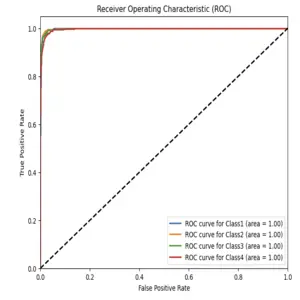 Receiver Operating Characteristic (ROC)
1.0
0.8
0.6
0.4
0.2
0.0
True Positive Rate
ROC curve for Class1 (area = 1.00)
ROC curve for Class2 (area = 1.00)
ROC curve for Class3 (area = 1.00)
ROC curve for Class4 (area = 1.00)
0.0 0.2 0.4 0.6 0.8 1.0
False Positive Rate